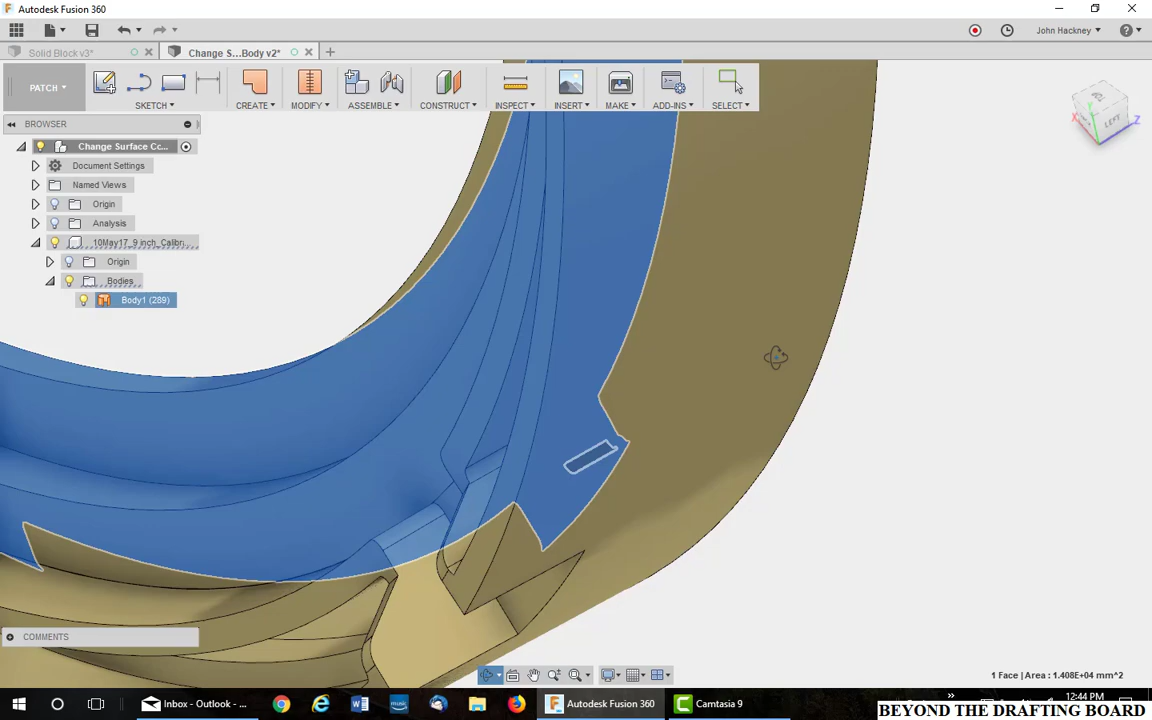 Autodesk Fusion 360
John Hackney
Solid Block v3*
Change S...Body v2*
PATCH
SKETCH
CREATE
MODIFY
ASSEMBLE
CONSTRUCT
INSPECT
INSERT
MAKE
ADD-INS
SELECT
BROWSER
Change Surface Cc...
Document Settings
Named Views
Origin
Analysis
10May17_9 inch_Calibr...
Origin
Bodies
Body1 (289)
LEFT
X
Y
Z
COMMENTS
1 Face | Area : 1.408E+04 mm^2
Inbox - Outlook - ...
music
Autodesk Fusion 360
Camtasia 9
12:44 PM
BEYOND THE DRAFTING BOARD